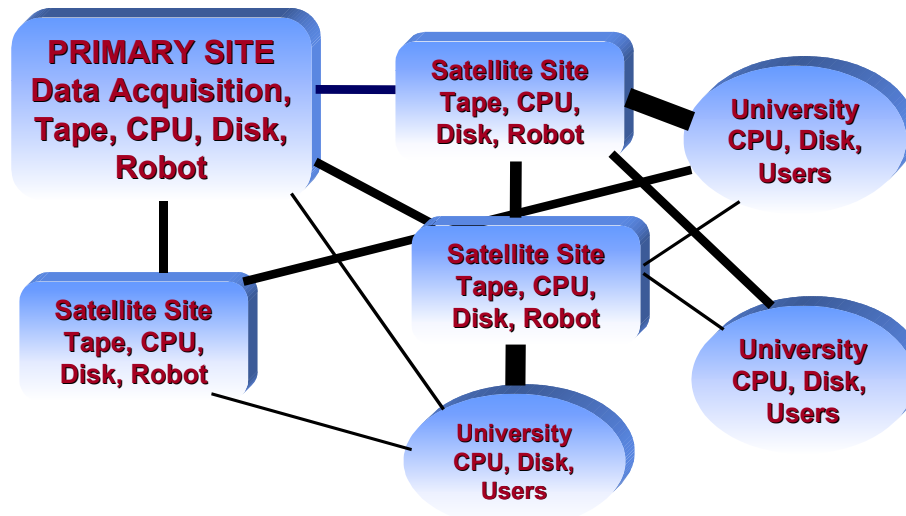 PRIMARY SITE
Data Acquisition,
Tape, CPU, Disk,
Robot
Satellite Site
Tape, CPU,
Disk, Robot
University
CPU, Disk,
Users
Satellite Site
Tape, CPU,
Disk, Robot
Satellite Site
Tape, CPU,
Disk, Robot
University
CPU, Disk,
Users
University
CPU, Disk,
Users